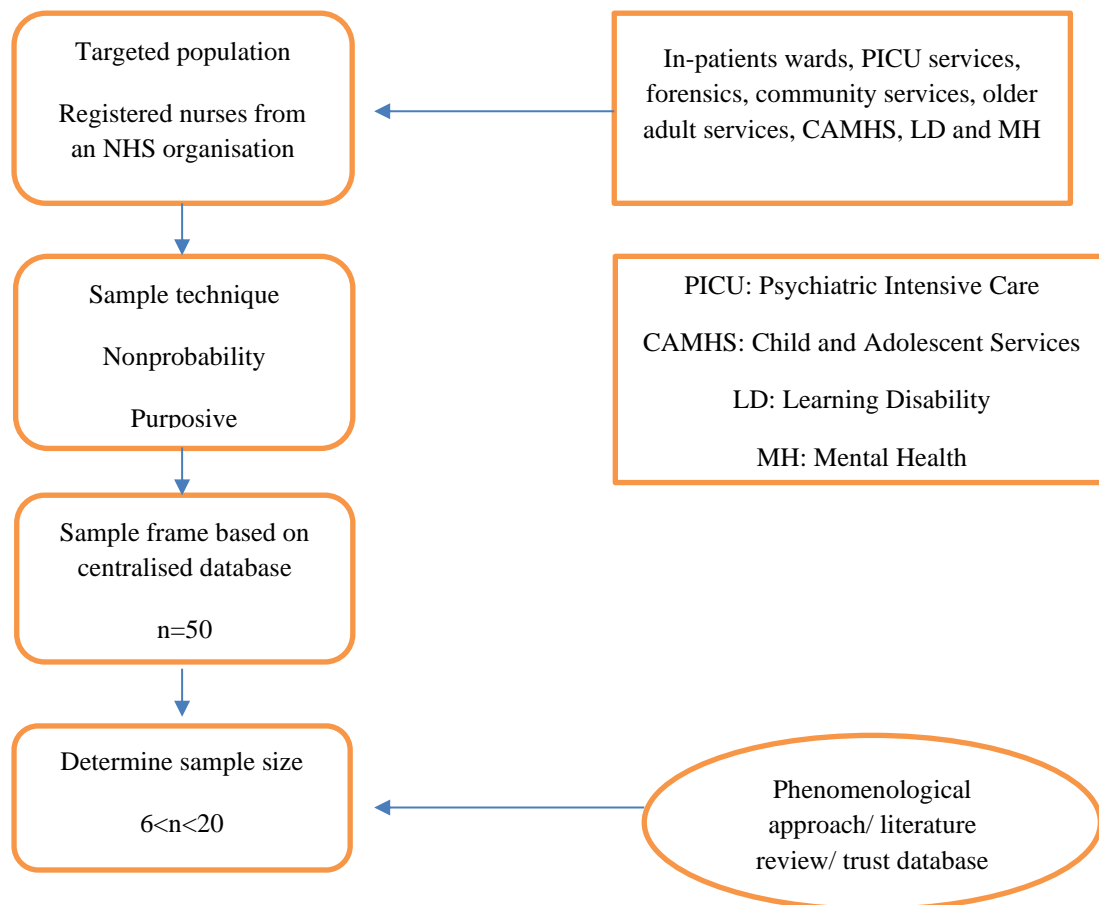 Targeted population
Registered nurses from
an NHS organisation
In-patients wards, PICU services,
forensics, community services, older
adult services, CAMHS, LD and MH
Sample technique
Nonprobability
Purposive
PICU: Psychiatric Intensive Care
CAMHS: Child and Adolescent Services
LD: Learning Disability
MH: Mental Health
Sample frame based on
centralised database
n=50
Determine sample size
6<n<20
Phenomenological
approach/ literature
review/ trust database